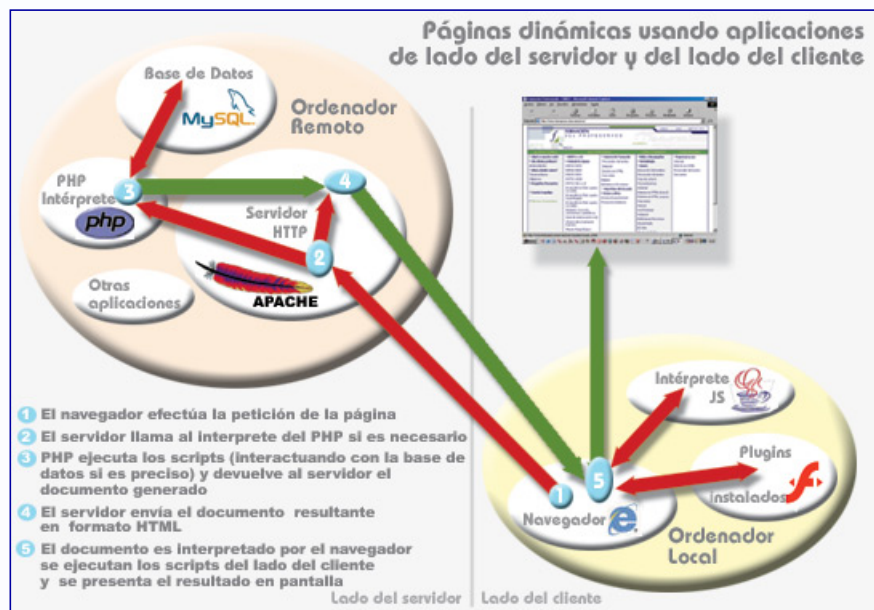 Páginas dinámicas usando aplicaciones
de lado del servidor y del lado del cliente
Base de Datos
MySQL
Ordenador
Remoto
PHP
Intérprete
3
php
4
Servidor
HTTP
2
APACHE
Otras
aplicaciones
1 El navegador efectúa la petición de la página
2 El servidor llama al interprete del PHP si es necesario
3 PHP ejecuta los scripts (interactuando con la base de
datos si es preciso) y devuelve al servidor el
documento generado
4 El servidor envía el documento resultante
en formato HTML
5 El documento es interpretado por el navegador
se ejecutan los scripts del lado del cliente
y se presenta el resultado en pantalla
Intérprete
JS
Plugins
instalados
5
1
Navegador
Ordenador
Local
Lado del servidor
Lado del cliente